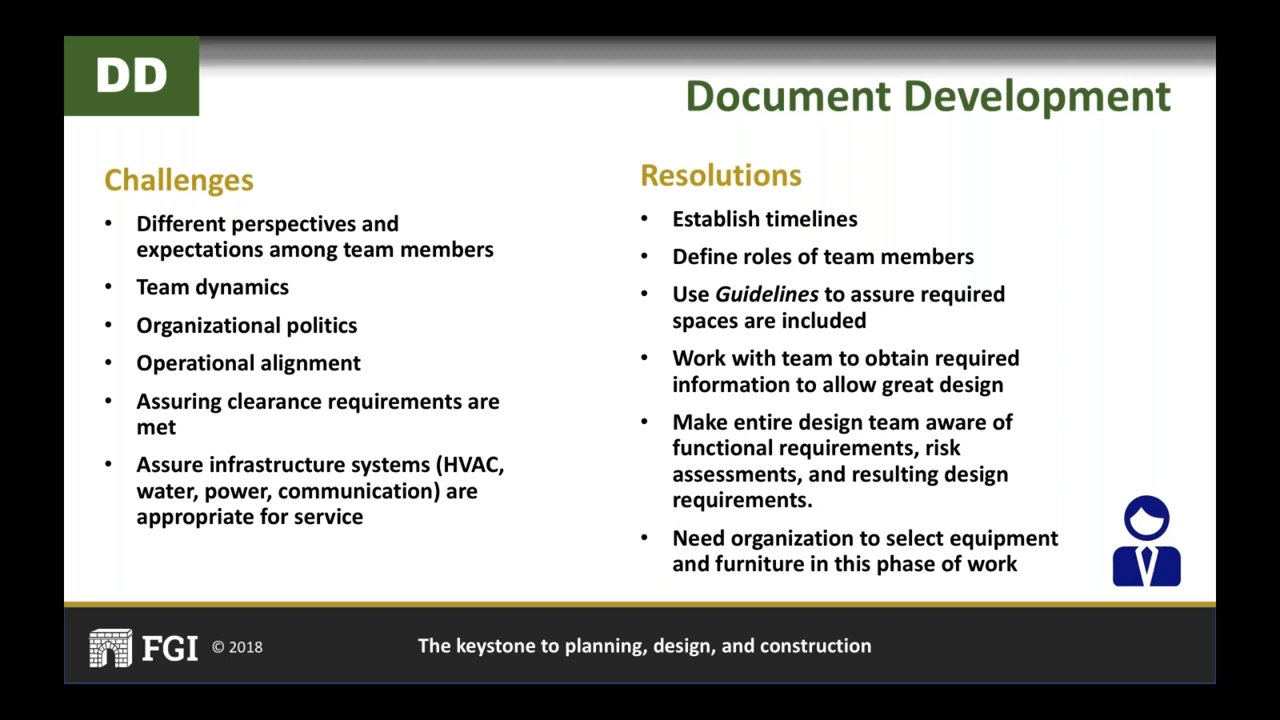 DD
Document Development
Challenges
• Different perspectives and
expectations among team members
• Team dynamics
• Organizational politics
• Operational alignment
• Assuring clearance requirements are
met
• Assure infrastructure systems (HVAC,
water, power, communication) are
appropriate for service
Resolutions
• Establish timelines
• Define roles of team members
• Use Guidelines to assure required
spaces are included
• Work with team to obtain required
information to allow great design
• Make entire design team aware of
functional requirements, risk
assessments, and resulting design
requirements.
• Need organization to select equipment
and furniture in this phase of work
FGI © 2018
The keystone to planning, design, and construction